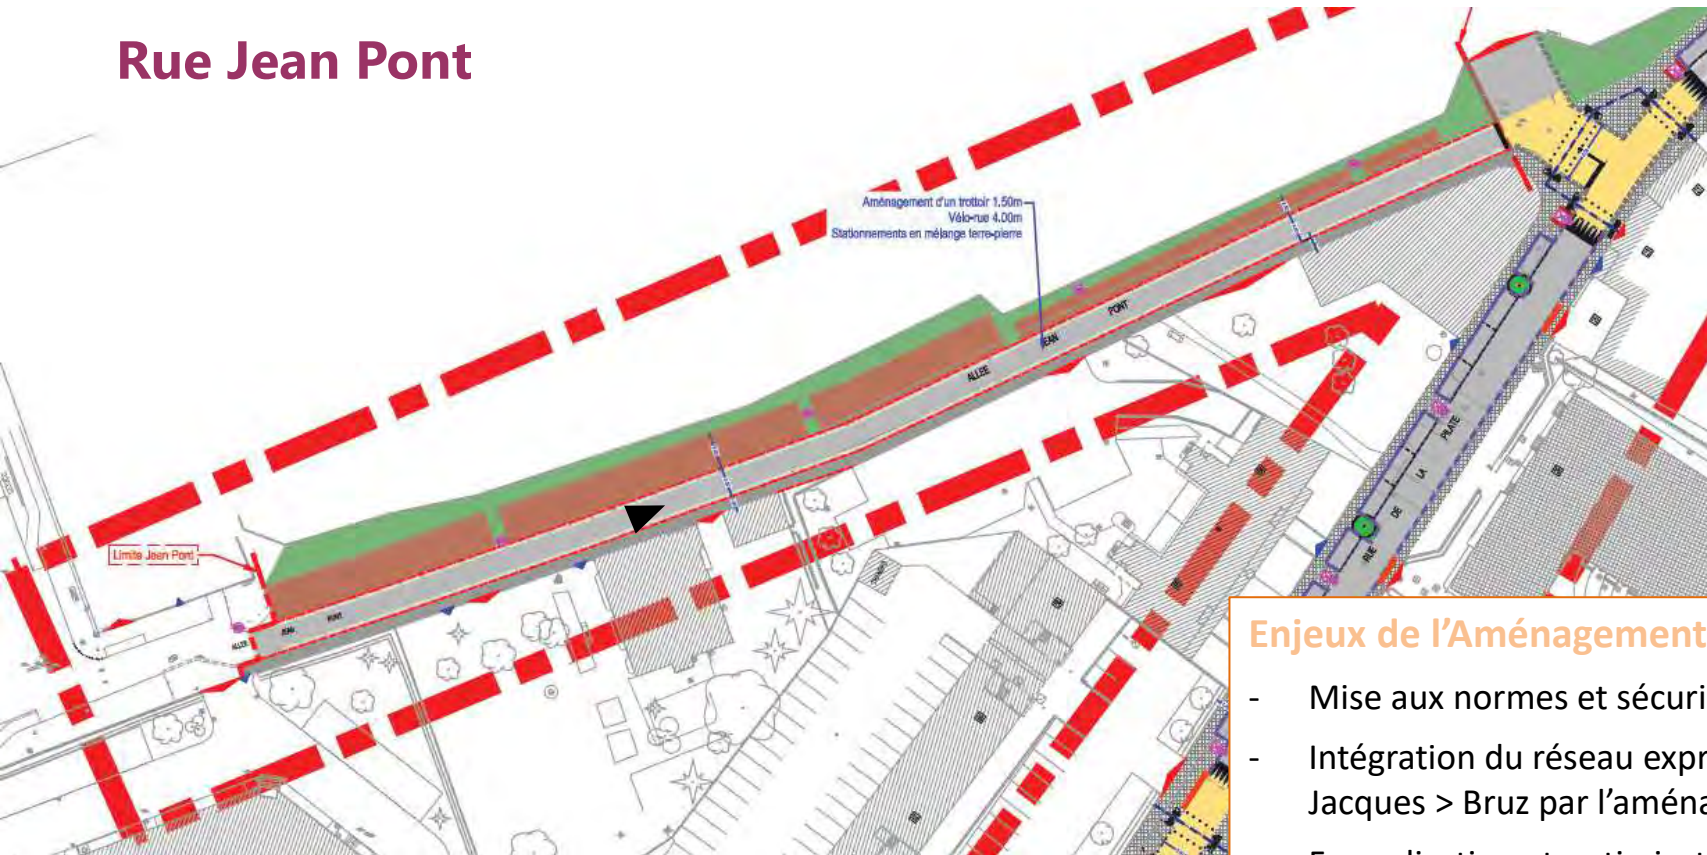 Rue Jean Pont
Aménagement d'un trottoir 1.50m
Vélo-rue 4.00m
Stationnements en mélange terre-pierre
Limite Jean Pont
ALLEE
JEAN
PONT
ALLEE
JEAN
PONT
RUE
DE
LA
PILATE
Enjeux de l'Aménagement
- Mise aux normes et sécuri
- Intégration du réseau expr
Jacques > Bruz par l'aména